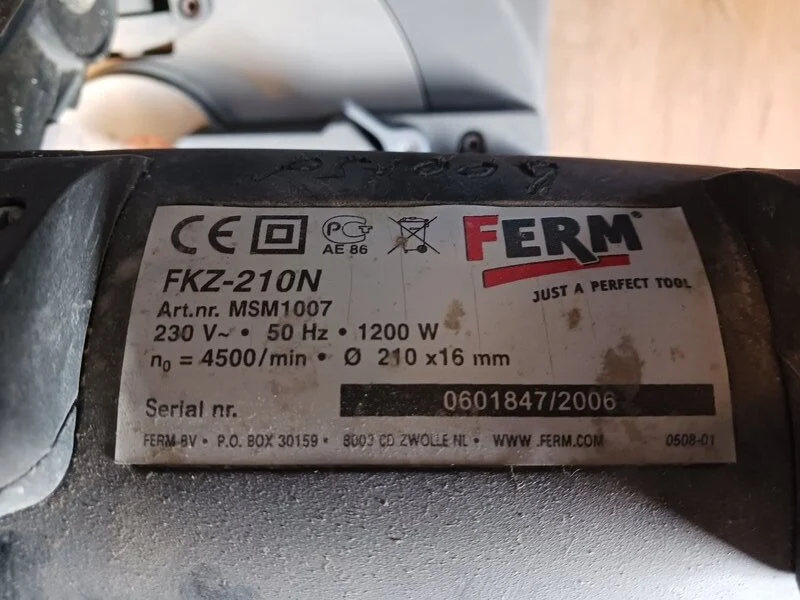 CE
PCT
AE 86
FERM®
JUST A PERFECT TOOL
FKZ-210N
Art.nr. MSM1007
230 V~ • 50 Hz • 1200 W
n₀ = 4500/min • Ø 210 x16 mm
Serial nr. 0601847/2006
FERM BV • P.O. BOX 30159 • 8003 CD ZWOLLE NL • WWW.FERM.COM 0508-01